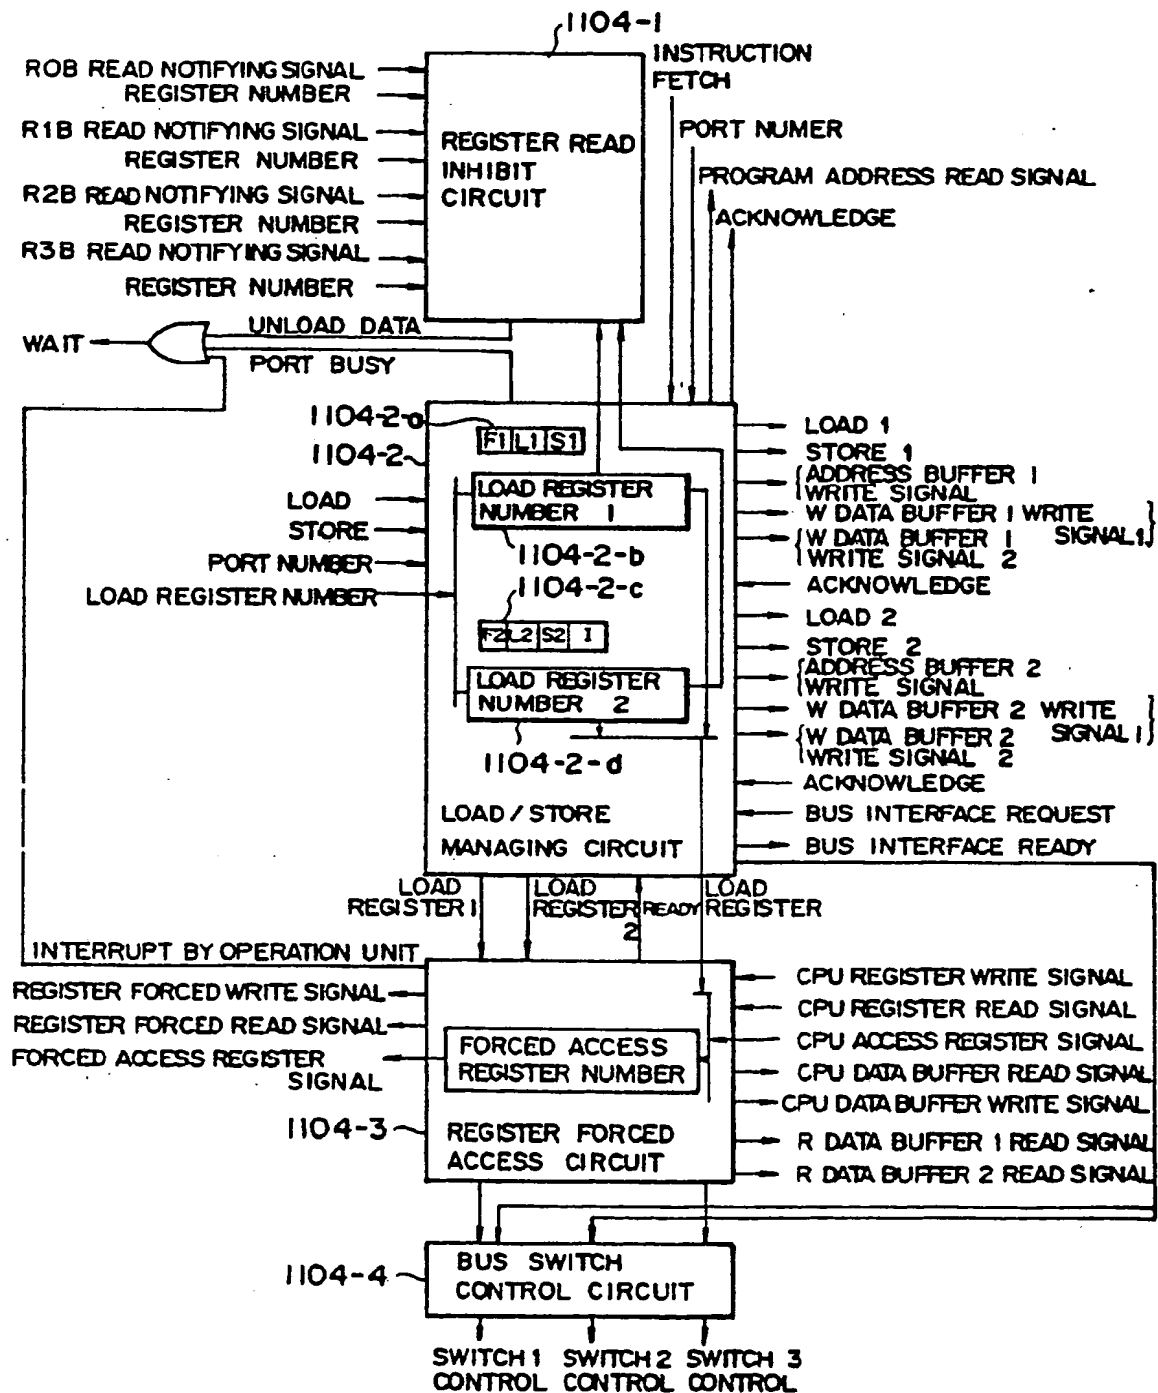 1104-1
ROB READ NOTIFYING SIGNAL
REGISTER NUMBER
R1B READ NOTIFYING SIGNAL
REGISTER NUMBER
R2B READ NOTIFYING SIGNAL
REGISTER NUMBER
R3B READ NOTIFYING SIGNAL
REGISTER NUMBER
REGISTER READ
INHIBIT
CIRCUIT
INSTRUCTION
FETCH
PORT NUMER
PROGRAM ADDRESS READ SIGNAL
ACKNOWLEDGE
WAIT
UNLOAD DATA
PORT BUSY
1104-2-a
1104-2
F1 L1 S1
LOAD
STORE
PORT NUMBER
LOAD REGISTER NUMBER
LOAD REGISTER
NUMBER 1
1104-2-b
1104-2-c
F2 L2 S2 I
LOAD REGISTER
NUMBER 2
1104-2-d
LOAD/STORE
MANAGING CIRCUIT
LOAD 1
STORE 1
ADDRESS BUFFER 1
WRITE SIGNAL
W DATA BUFFER 1 WRITE
SIGNAL 1
W DATA BUFFER 1
WRITE SIGNAL 2
ACKNOWLEDGE
LOAD 2
STORE 2
ADDRESS BUFFER 2
WRITE SIGNAL
W DATA BUFFER 2 WRITE
SIGNAL 1
W DATA BUFFER 2
WRITE SIGNAL 2
ACKNOWLEDGE
BUS INTERFACE REQUEST
BUS INTERFACE READY
LOAD
REGISTER 1
LOAD
REGISTER
2
READY
LOAD
REGISTER
INTERRUPT BY OPERATION UNIT
REGISTER FORCED WRITE SIGNAL
REGISTER FORCED READ SIGNAL
FORCED ACCESS REGISTER
SIGNAL
1104-3
FORCED ACCESS
REGISTER NUMBER
REGISTER FORCED
ACCESS CIRCUIT
CPU REGISTER WRITE SIGNAL
CPU REGISTER READ SIGNAL
CPU ACCESS REGISTER SIGNAL
CPU DATA BUFFER READ SIGNAL
CPU DATA BUFFER WRITE SIGNAL
R DATA BUFFER 1 READ SIGNAL
R DATA BUFFER 2 READ SIGNAL
1104-4
BUS SWITCH
CONTROL CIRCUIT
SWITCH 1
CONTROL
SWITCH 2
CONTROL
SWITCH 3
CONTROL